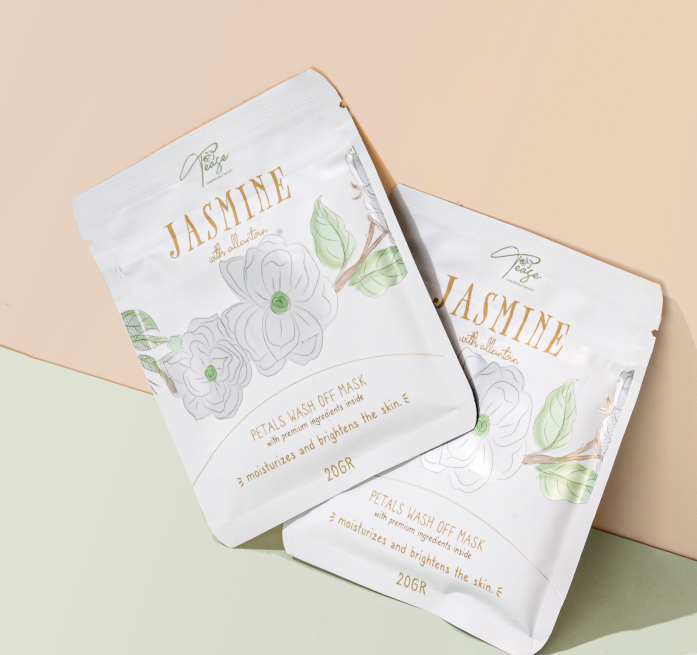 Tease
JASMINE
with allantoin
PETALS WASH OFF MASK
with premium ingredients inside
moisturizes and brightens the skin.
20GR
Tease
JASMINE
with allantoin
PETALS WASH OFF MASK
with premium ingredients inside
moisturizes and brightens the skin.
20GR